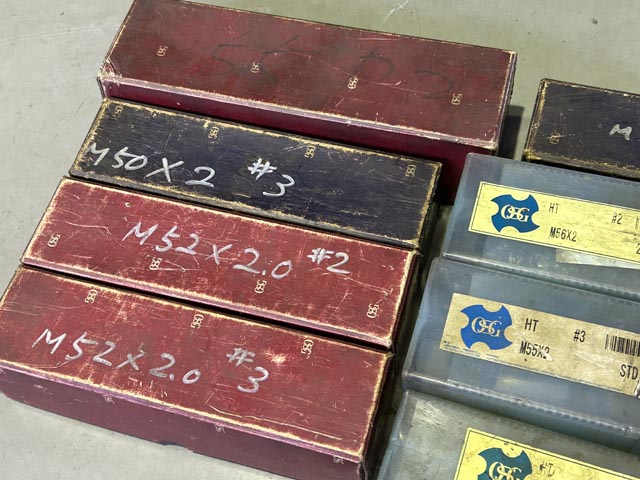 M50X2 #3
M52X2.0 #2
M52X2.0 #3
M
OSG HT #2
M56X2
OSG HT #3
M55X2
STD
OSG